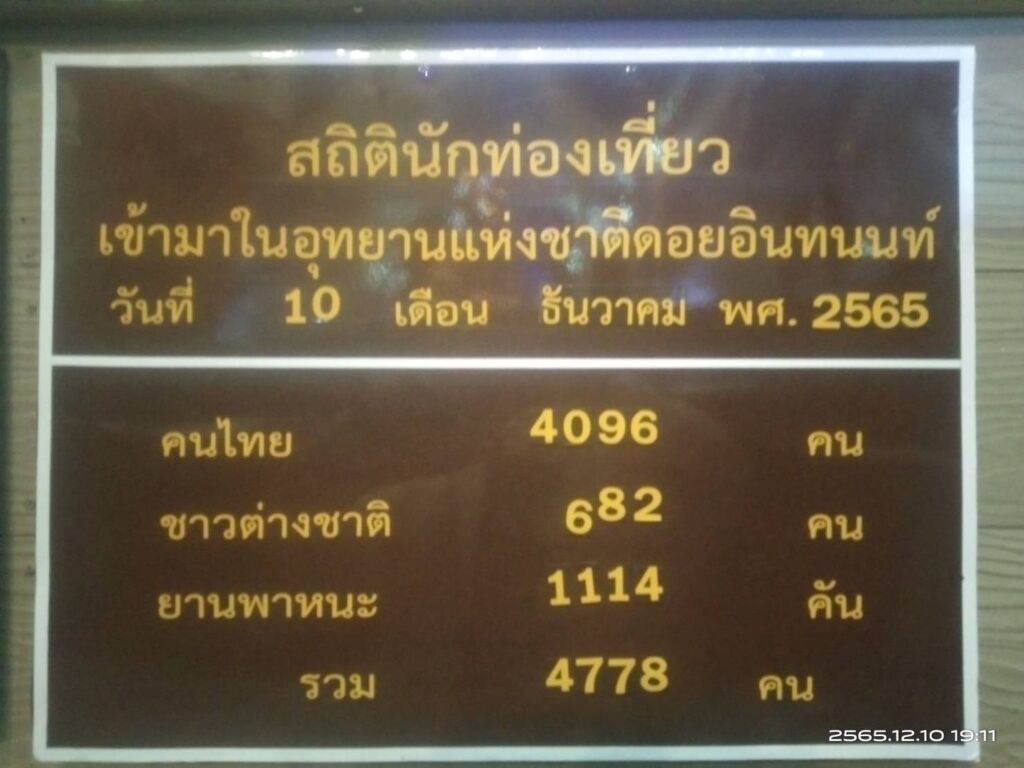 สถิตินักท่องเที่ยว
เข้ามาในอุทยานแห่งชาติดอยอินทนนท์
วันที่ 10 เดือน ธันวาคม พศ. 2565
คนไทย 4096 คน
ชาวต่างชาติ 682 คน
ยานพาหนะ 1114 คัน
รวม 4778 คน
2565.12.10 19:11